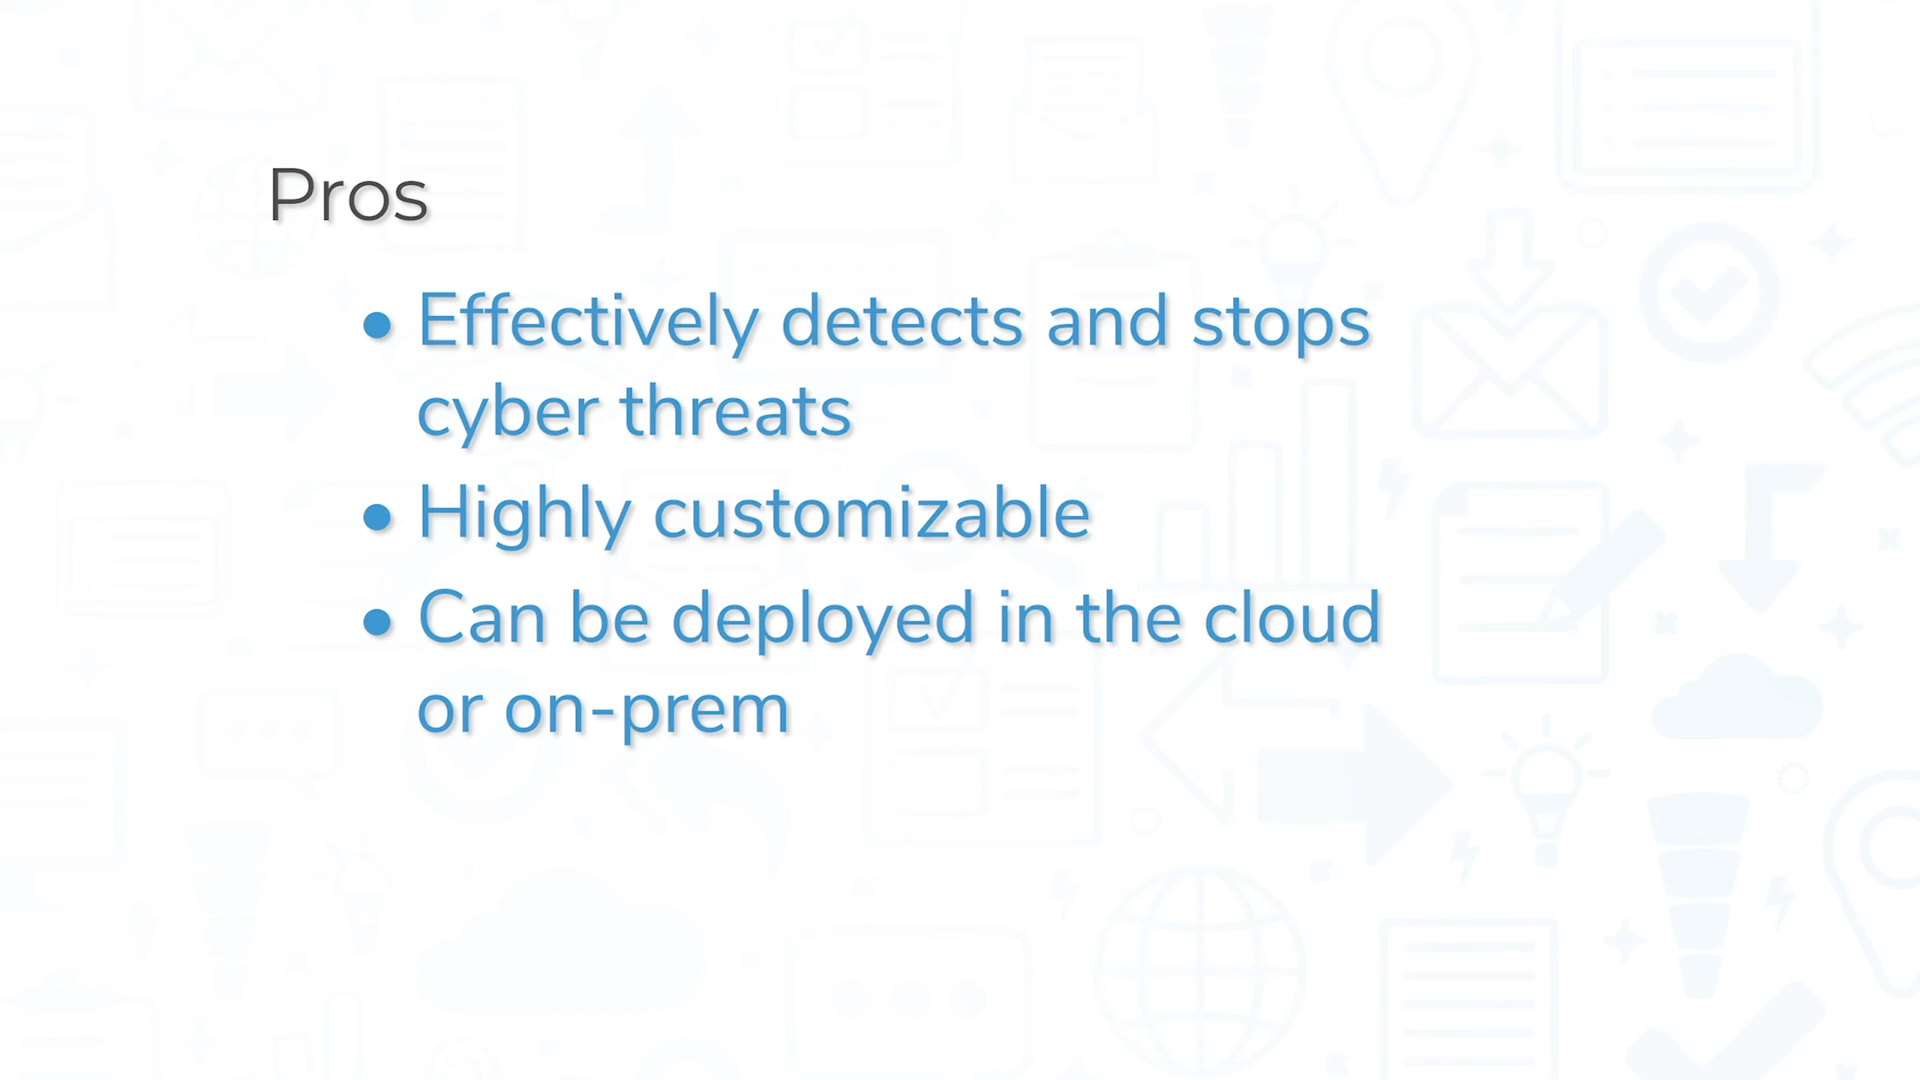 Pros
• Effectively detects and stops
cyber threats
• Highly customizable
• Can be deployed in the cloud
or on-prem